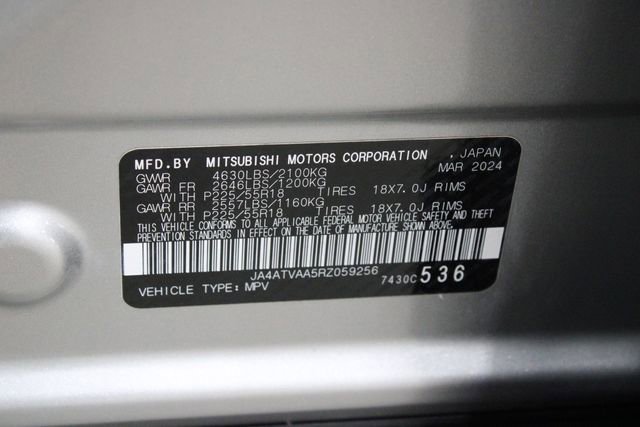 MFD.BY MITSUBISHI MOTORS CORPORATION , JAPAN
MAR 2024
GVWR 4630LBS/2100KG
GAWR FR 2646LBS/1200KG
WITH P225/55R18 TIRES 18X7.0J RIMS
GAWR RR 2557LBS/1160KG
WITH P225/55R18 TIRES 18X7.0J RIMS
THIS VEHICLE CONFORMS TO ALL APPLICABLE FEDERAL MOTOR VEHICLE SAFETY AND THEFT
PREVENTION STANDARDS IN EFFECT ON THE DATE OF MANUFACTURE SHOWN ABOVE.
JA4ATVAA5RZ059256
VEHICLE TYPE:MPV 7430C536